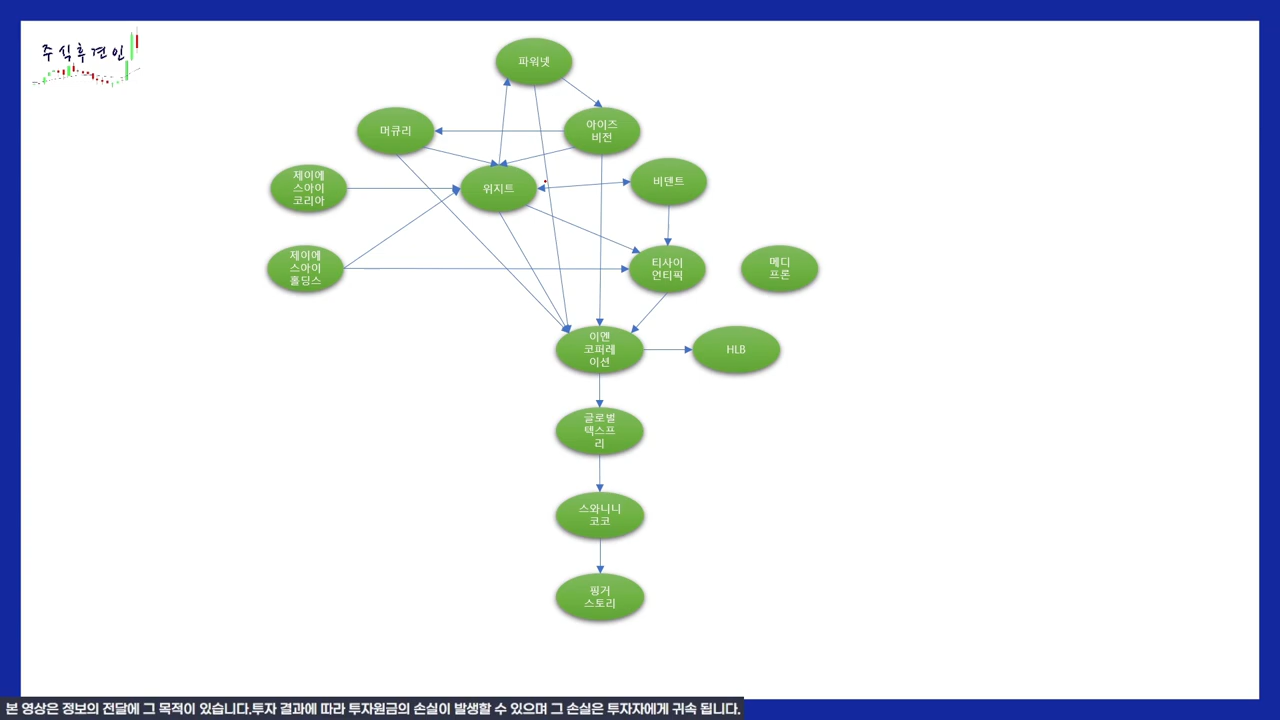 주식후견인
파워넷
머큐리
아이즈
비전
제이에
스아이
코리아
위지트
비덴트
제이에
스아이
홀딩스
티사이
언티픽
메디
프론
이엔
코퍼레
이션
HLB
글로벌
텍스프
리
스와니니
코코
핑거
스토리
본 영상은 정보의 전달에 그 목적이 있습니다.투자 결과에 따라 투자원금의 손실이 발생할 수 있으며 그 손실은 투자자에게 귀속 됩니다.